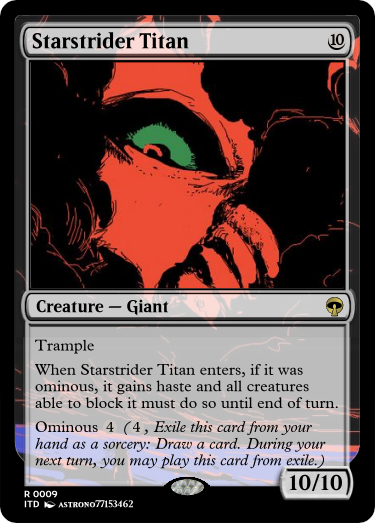 Starstrider Titan 10
Creature — Giant
Trample
When Starstrider Titan enters, if it was
ominous, it gains haste and all creatures
able to block it must do so until end of turn.
Ominous 4 (4, Exile this card from your
hand as a sorcery: Draw a card. During your
next turn, you may play this card from exile.)
10/10
R 0009
ITD ASTRONO77153462